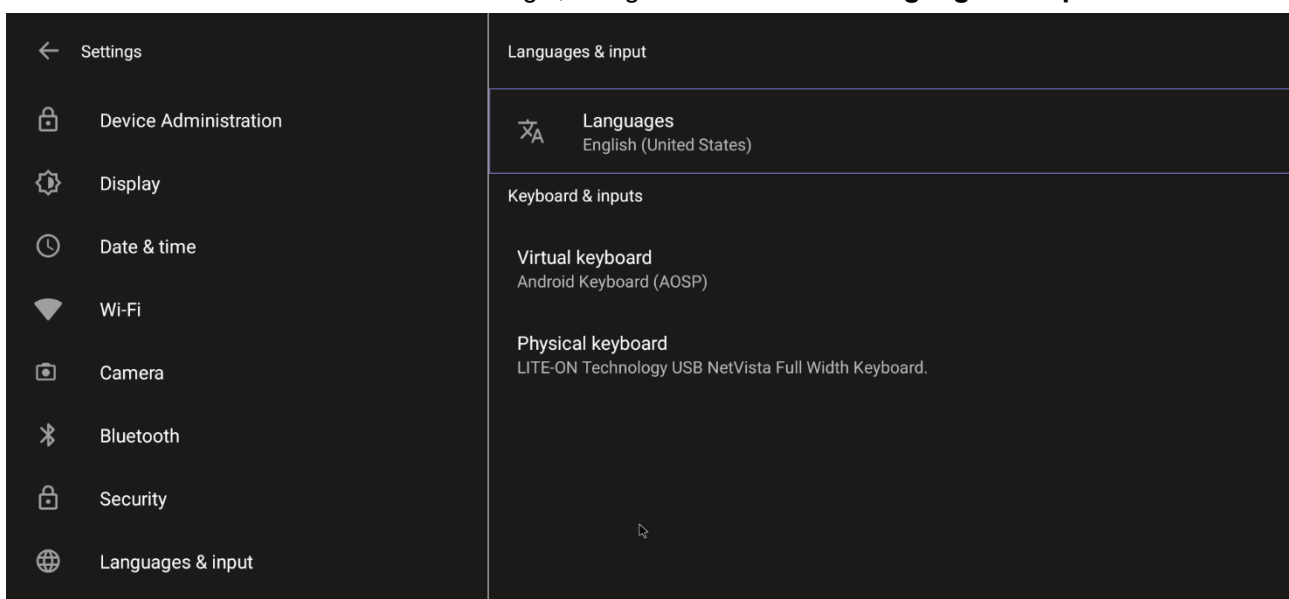 Settings
Device Administration
Display
Date & time
Wi-Fi
Camera
Bluetooth
Security
Languages & input
Languages & input
Languages
English (United States)
Keyboard & inputs
Virtual keyboard
Android Keyboard (AOSP)
Physical keyboard
LITE-ON Technology USB NetVista Full Width Keyboard.